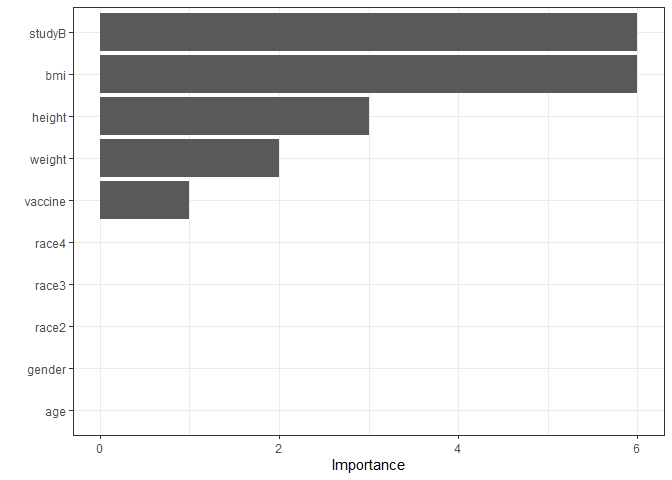 studyB
bmi
height
weight
vaccine
race4
race3
race2
gender
age
0 2 4 6
Importance